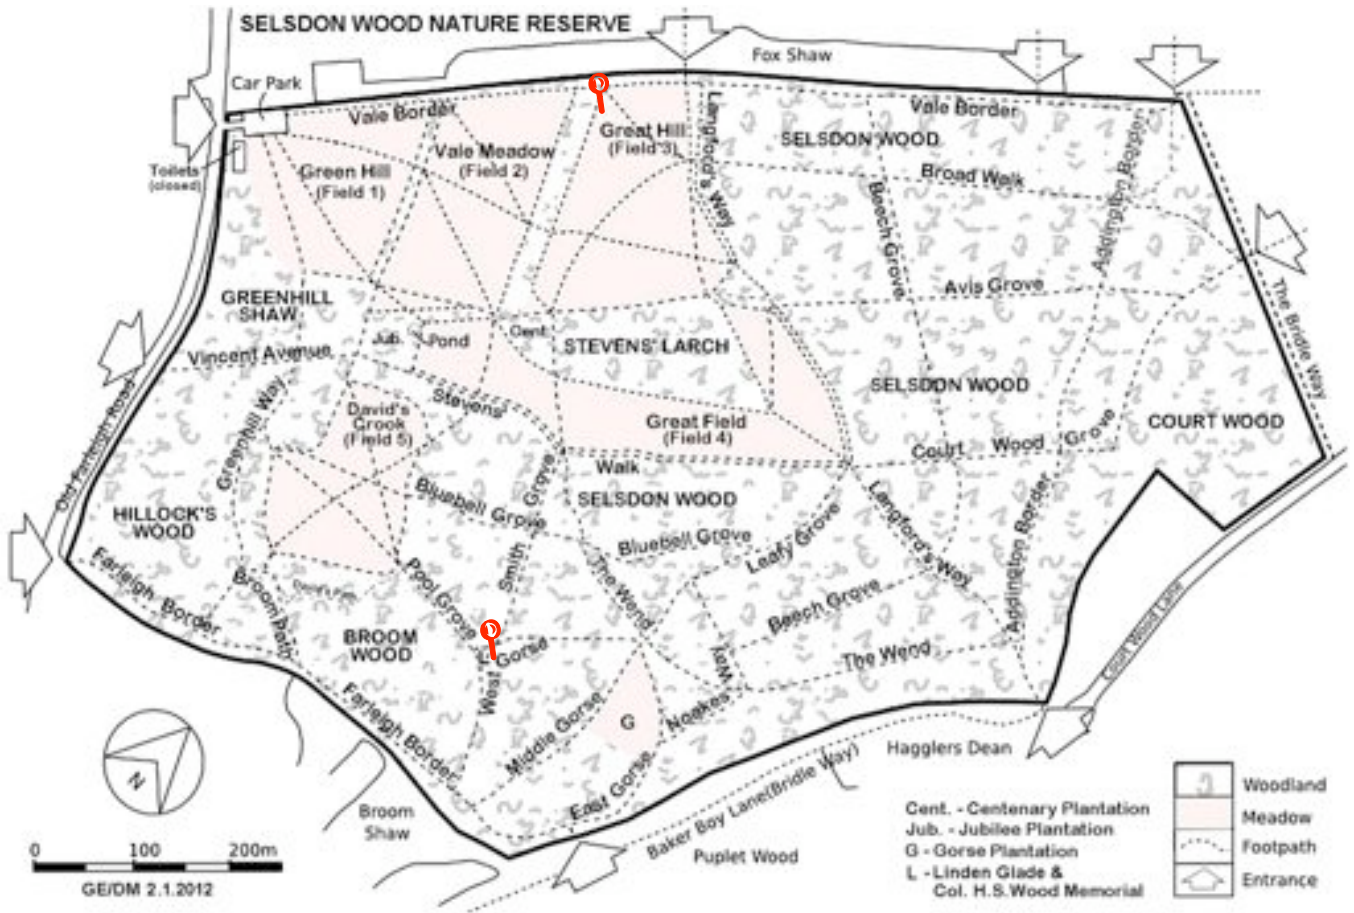 SELSDON WOOD NATURE RESERVE
Fox Shaw
Car Park
Vale Border
Vale Border
Great Hill
(Field 3)
Langford's Way
SELSDON WOOD
Addington Border
Vale Meadow
(Field 2)
Toilets
(closed)
Green Hill
(Field 1)
Broad Walk
Beech Grove
Avis Grove
The Bridle Way
GREENHILL
SHAW
Jub.
Pond
Cent.
STEVENS' LARCH
Vincent Avenue
Greenhill Way
Stevens'
Walk
SELSDON WOOD
Old Farleigh Road
David's
Crook
(Field 5)
Great Field
(Field 4)
COURT WOOD
Court Wood Grove
Bluebell Grove
Smith Grove
SELSDON WOOD
HILLOCK'S
WOOD
Bluebell Grove
Leafy Grove
Langford's Way
Addington Border
Farleigh Border
Broom Path
Pool Grove
The Wend
Beech Grove
BROOM
WOOD
L
West Gorse
The Wend
Noakes Way
Court Wood Lane
Farleigh Border
Middle Gorse
G
East Gorse
Hagglers Dean
Baker Boy Lane(Bridle Way)
Broom
Shaw
Puplet Wood
N
0 100 200m
GE/DM 2.1.2012
Cent. - Centenary Plantation
Jub. - Jubilee Plantation
G - Gorse Plantation
L - Linden Glade &
Col. H.S.Wood Memorial
Woodland
Meadow
Footpath
Entrance